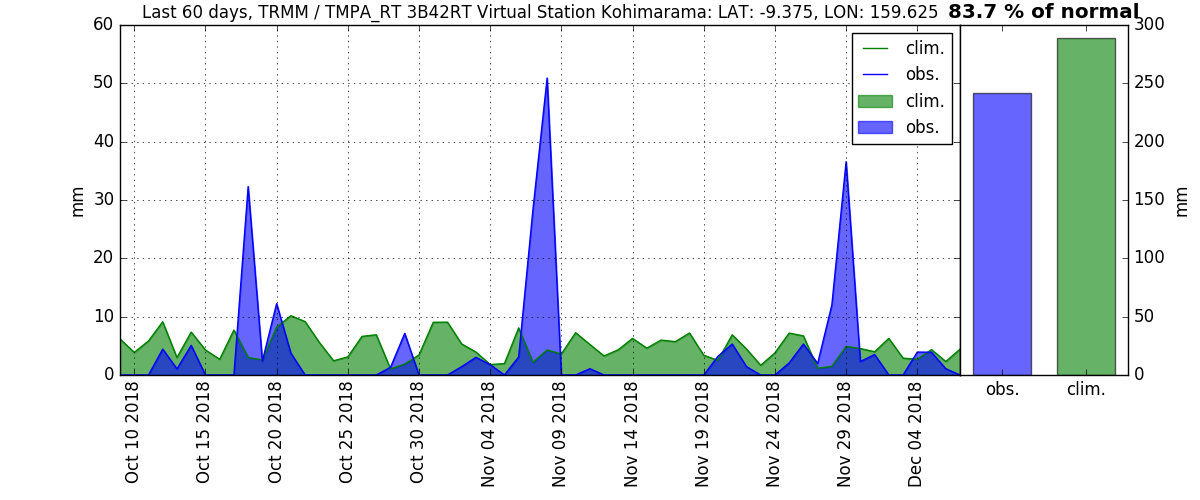 Last 60 days, TRMM / TMPA_RT 3B42RT Virtual Station Kohimarama: LAT: -9.375, LON: 159.625
83.7 % of normal
60
50
40
30
20
10
0
mm
clim.
obs.
clim.
obs.
Oct 10 2018
Oct 15 2018
Oct 20 2018
Oct 25 2018
Oct 30 2018
Nov 04 2018
Nov 09 2018
Nov 14 2018
Nov 19 2018
Nov 24 2018
Nov 29 2018
Dec 04 2018
300
250
200
150
100
50
0
mm
obs.
clim.